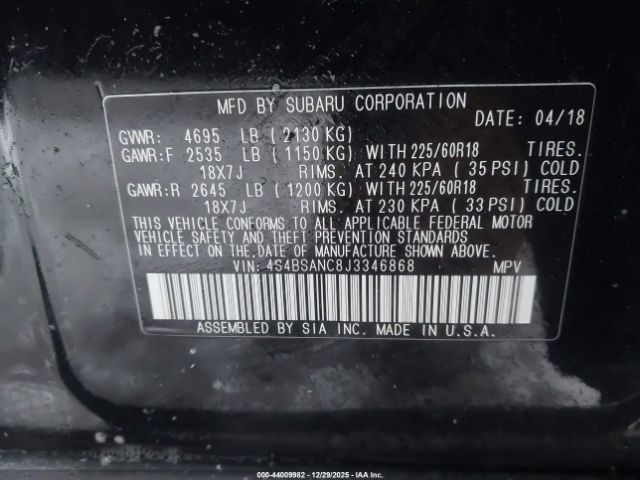 MFD BY SUBARU CORPORATION
DATE: 04/18
GVWR: 4695 LB (2130 KG)
GAWR:F 2535 LB (1150 KG) WITH 225/60R18 TIRES.
18X7J RIMS. AT 240 KPA (35 PSI) COLD
GAWR:R 2645 LB (1200 KG) WITH 225/60R18 TIRES.
18X7J RIMS. AT 230 KPA (33 PSI) COLD
THIS VEHICLE CONFORMS TO ALL APPLICABLE FEDERAL MOTOR
VEHICLE SAFETY AND THEFT PREVENTION STANDARDS
IN EFFECT ON THE DATE OF MANUFACTURE SHOWN ABOVE.
VIN: 4S4BSANC8J3346868 MPV
ASSEMBLED BY SIA INC. MADE IN U.S.A.
000-44009982 - 12/29/2025 - IAA Inc.